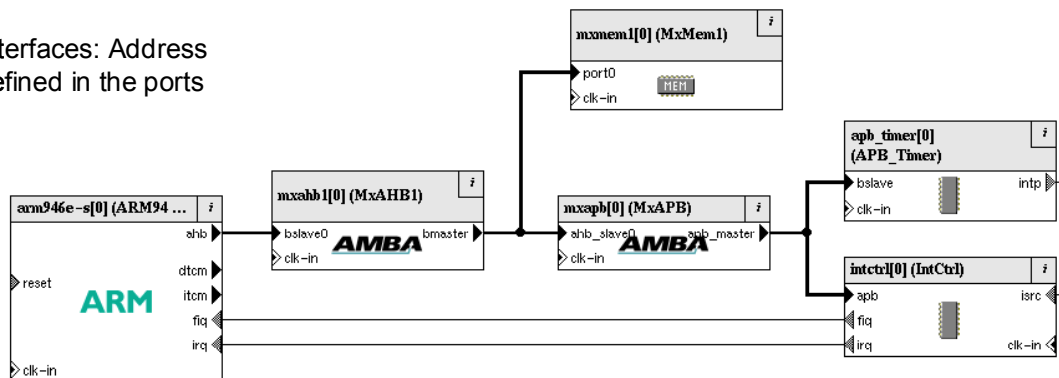 terfaces: Address
efined in the ports
mxmem1[0] (MxMem1)
i
port0
MEM
clk-in
apb_timer[0]
(APB_Timer)
i
bslave
intp
clk-in
mxahb1[0] (MxAHB1)
i
bslave0
bmaster
AMBA
clk-in
mxapb[0] (MxAPB)
i
ahb_slave0
apb_master
AMBA
clk-in
arm946e-s[0] (ARM94 ...
i
ahb
dtcm
reset
itcm
ARM
fiq
irq
clk-in
intctrl[0] (IntCtrl)
i
apb
isrc
fiq
irq
clk-in